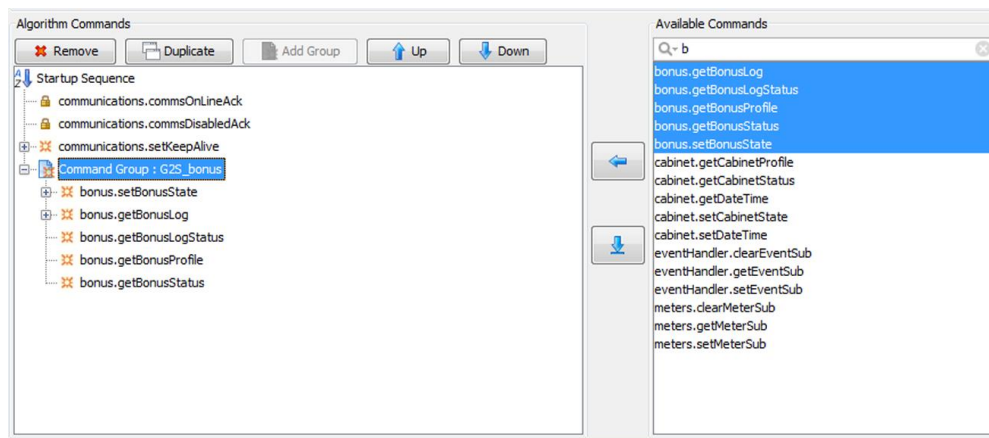 Algorithm Commands
Remove Duplicate Add Group Up Down
A
Z Startup Sequence
communications.commsOnLineAck
communications.commsDisabledAck
communications.setKeepAlive
Command Group : G2S_bonus
bonus.setBonusState
bonus.getBonusLog
bonus.getBonusLogStatus
bonus.getBonusProfile
bonus.getBonusStatus
Available Commands
b
bonus.getBonusLog
bonus.getBonusLogStatus
bonus.getBonusProfile
bonus.getBonusStatus
bonus.setBonusState
cabinet.getCabinetProfile
cabinet.getCabinetStatus
cabinet.getDateTime
cabinet.setCabinetState
cabinet.setDateTime
eventHandler.clearEventSub
eventHandler.getEventSub
eventHandler.setEventSub
meters.clearMeterSub
meters.getMeterSub
meters.setMeterSub